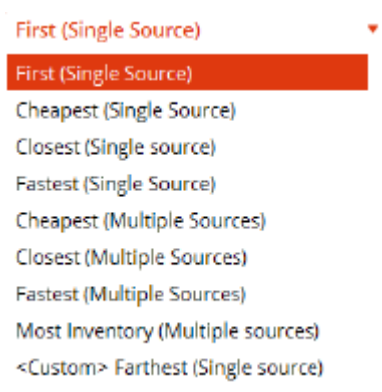 First (Single Source)
First (Single Source)
Cheapest (Single Source)
Closest (Single source)
Fastest (Single Source)
Cheapest (Multiple Sources)
Closest (Multiple Sources)
Fastest (Multiple Sources)
Most Inventory (Multiple sources)
<Custom> Farthest (Single source)